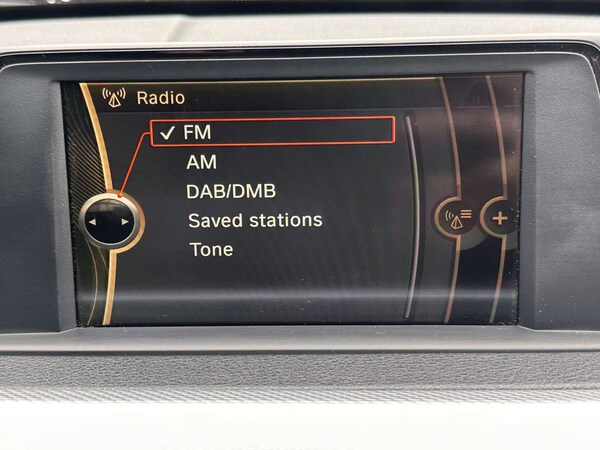 Radio
FM
AM
DAB/DMB
Saved stations
Tone